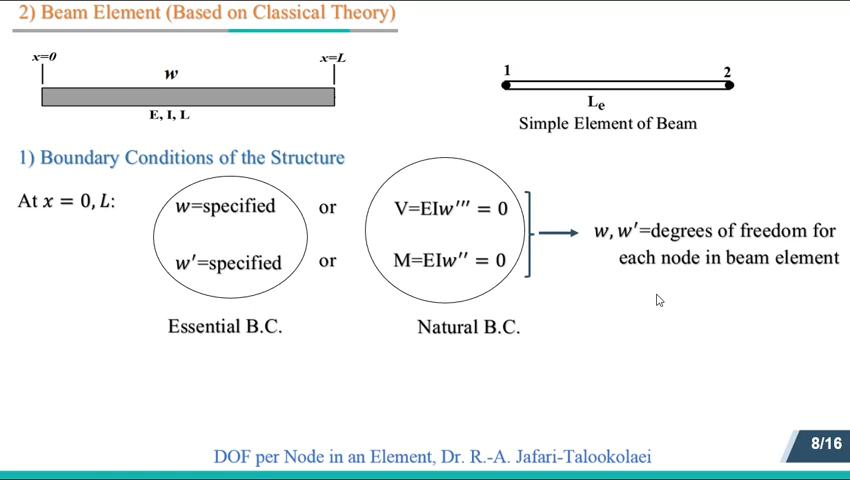 2) Beam Element (Based on Classical Theory)
x=0
x=L
w
E, I, L
1
2
Le
Simple Element of Beam
1) Boundary Conditions of the Structure
At x = 0, L:
w=specified or V=EIw''' = 0
w'=specified or M=EIw'' = 0
w, w'=degrees of freedom for
each node in beam element
Essential B.C.
Natural B.C.
8/16
DOF per Node in an Element, Dr. R.-A. Jafari-Talookolaei